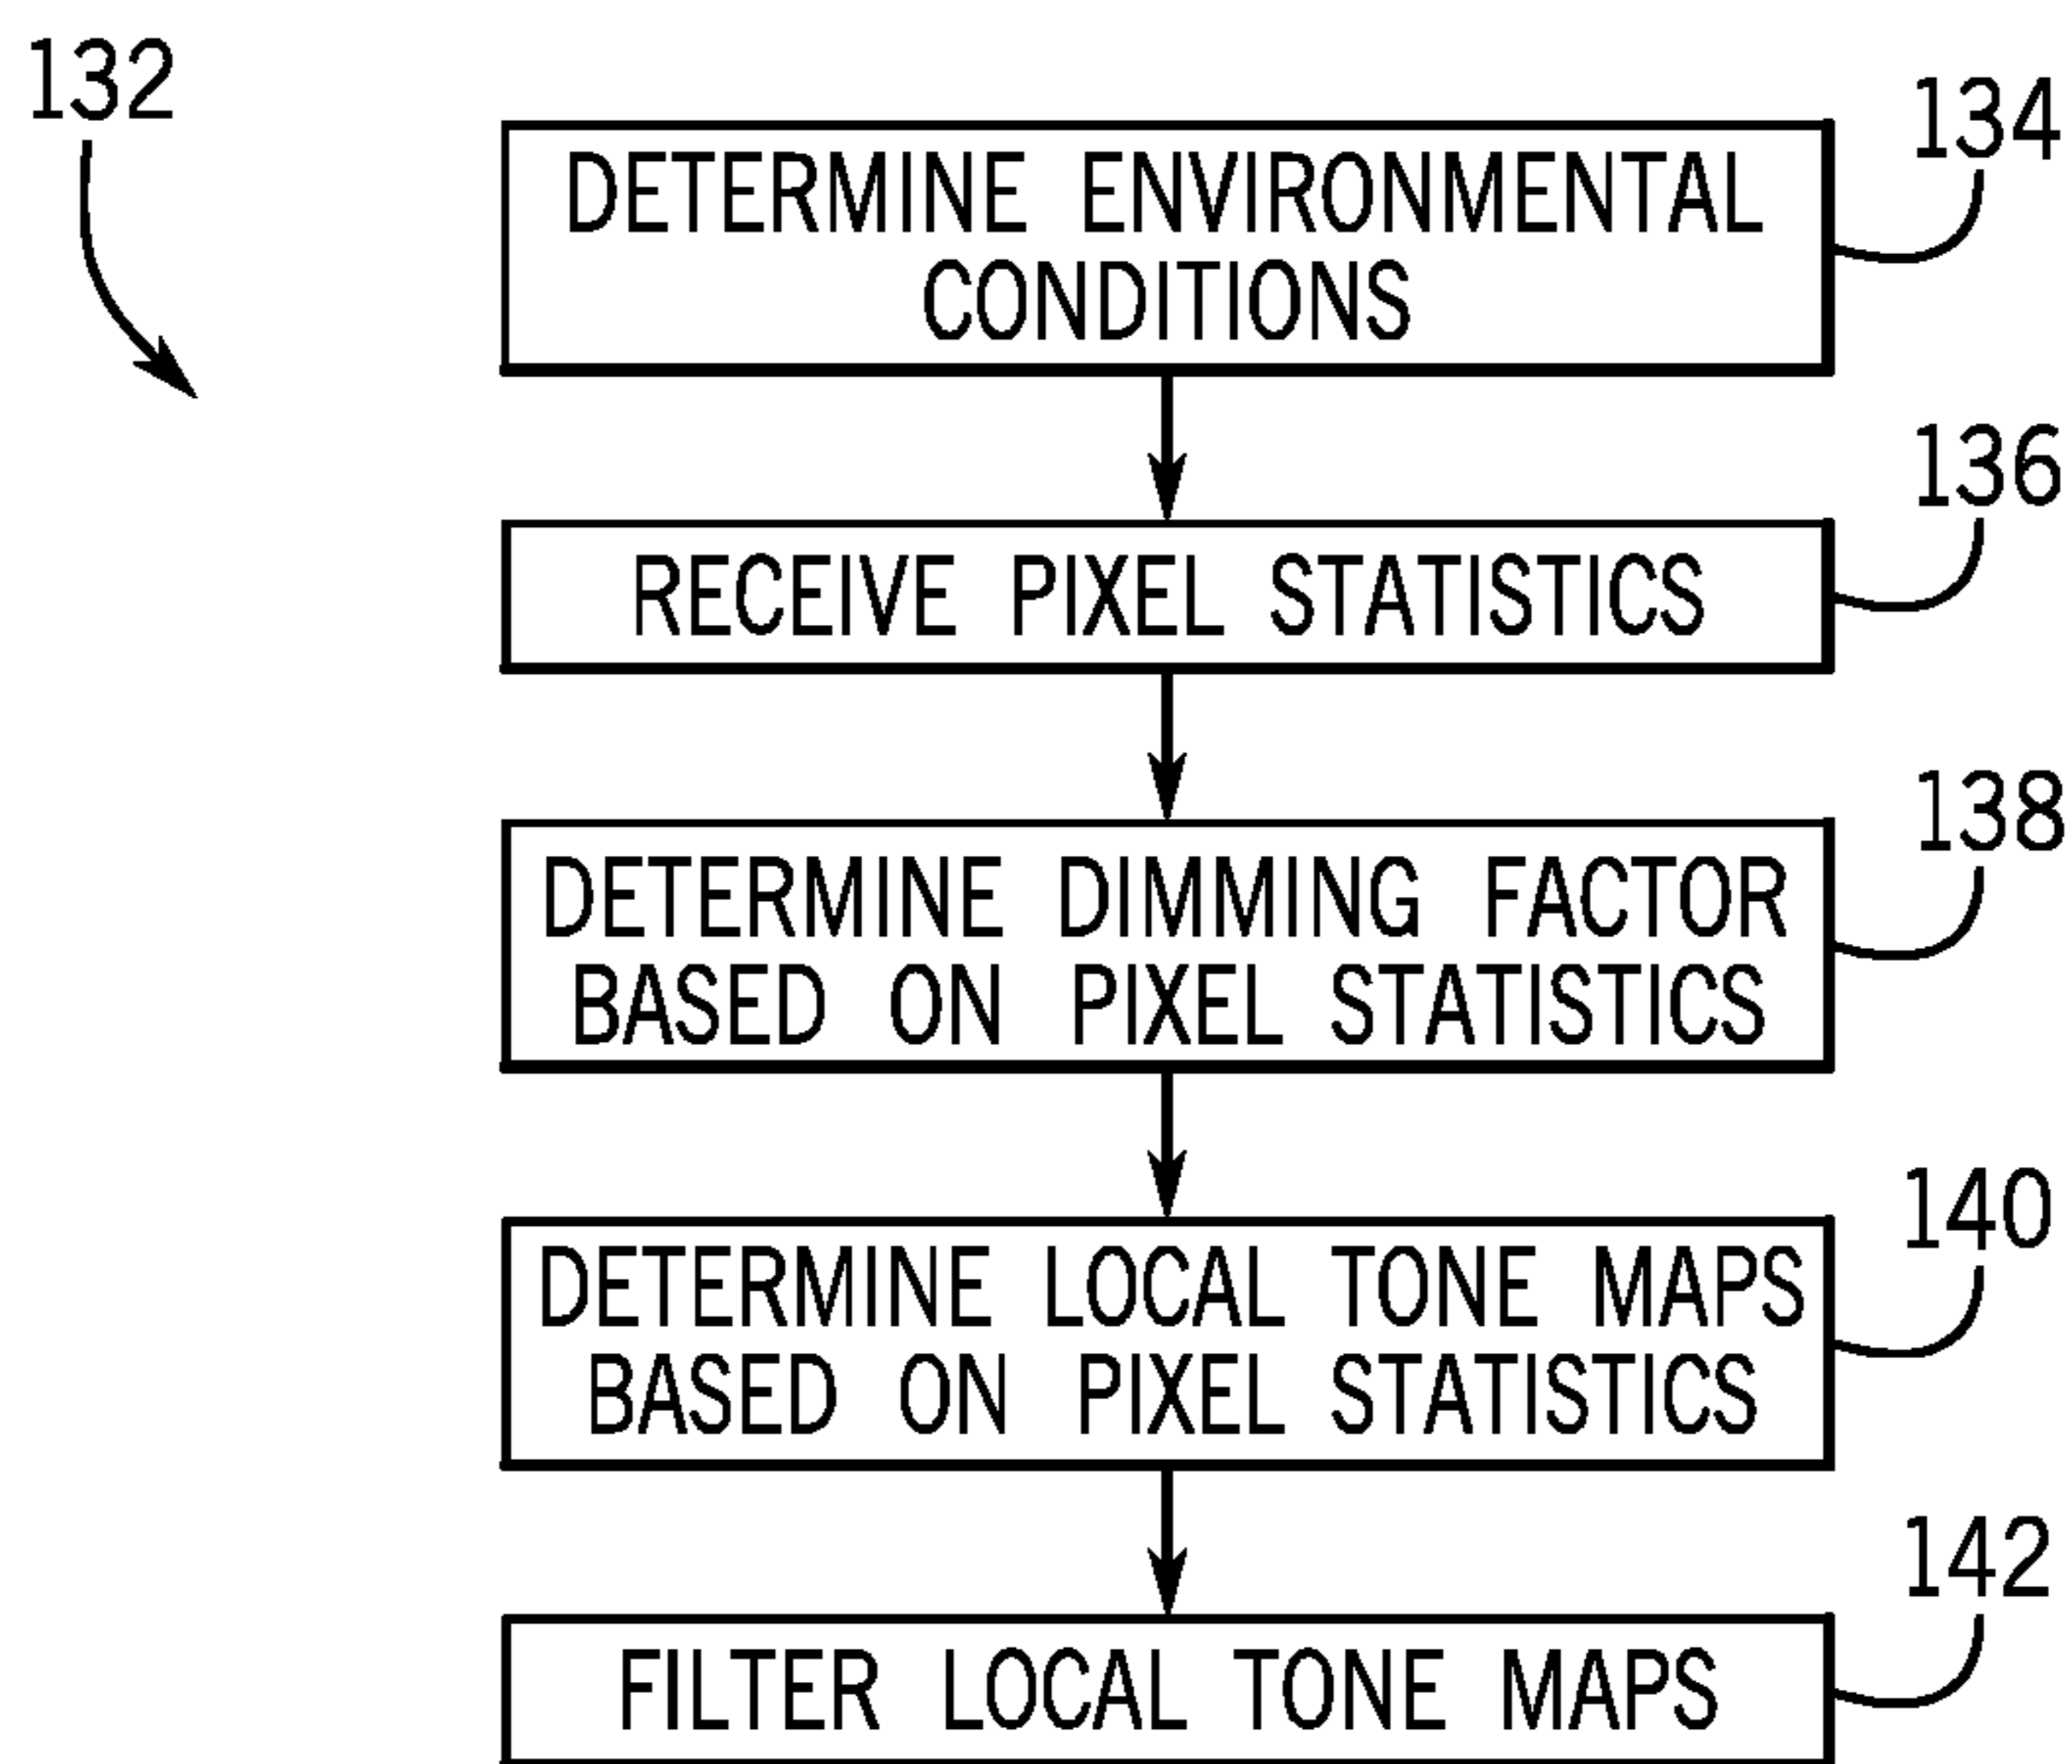 132
134
DETERMINE ENVIRONMENTAL
CONDITIONS
136
RECEIVE PIXEL STATISTICS
138
DETERMINE DIMMING FACTOR
BASED ON PIXEL STATISTICS
140
DETERMINE LOCAL TONE MAPS
BASED ON PIXEL STATISTICS
142
FILTER LOCAL TONE MAPS